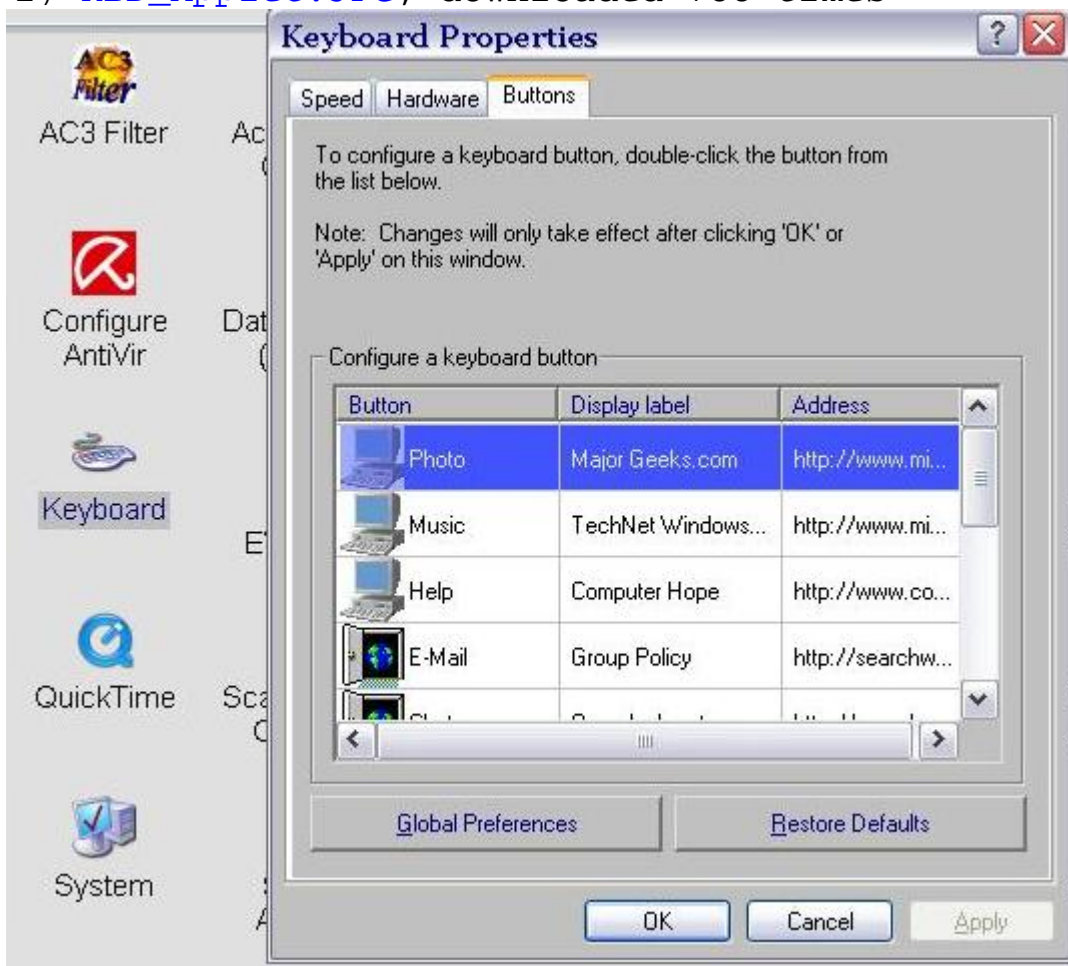 Keyboard Properties
AC3
Filter
AC3 Filter
Speed Hardware Buttons
To configure a keyboard button, double-click the button from
the list below.
Note: Changes will only take effect after clicking 'OK' or
'Apply' on this window.
Configure
AntiVir
Configure a keyboard button
Button Display label Address
Photo Major Geeks.com http://www.mi...
Music TechNet Windows... http://www.mi...
Help Computer Hope http://www.co...
E-Mail Group Policy http://searchw...
Keyboard
QuickTime
System
Global Preferences Restore Defaults
OK Cancel Apply